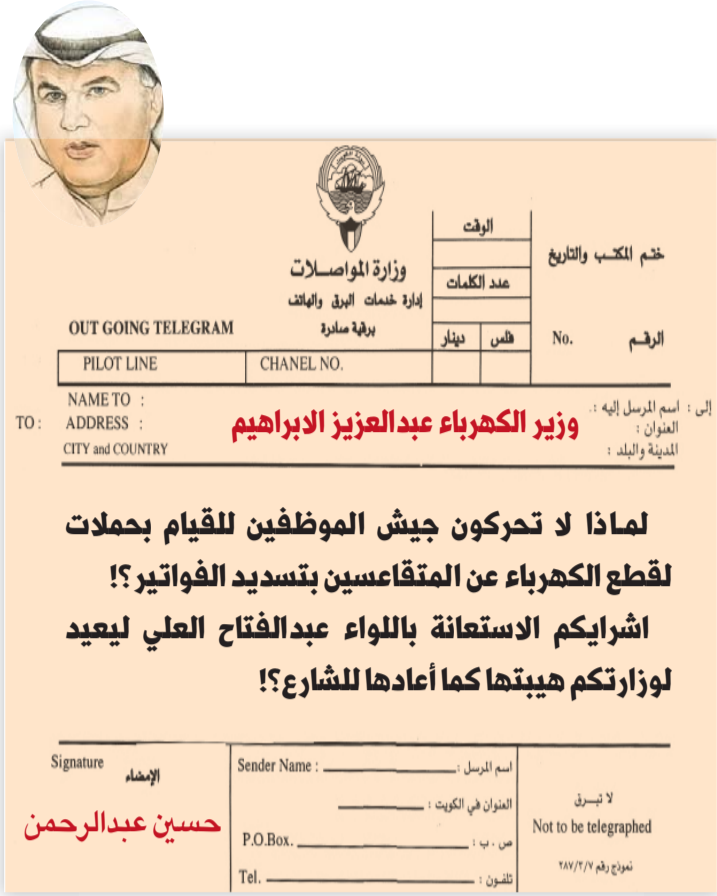 الوقت
ختم المكتب والتاريخ
وزارة المواصلات
عدد الكلمات
إدارة خدمات البرق والهاتف
OUT GOING TELEGRAM
برقية صادرة
دينار
فلس
No.
الرقم
PILOT LINE
CHANEL NO.
NAME TO :
إلى : اسم المرسل إليه :
TO :
ADDRESS :
وزير الكهرباء عبدالعزيز الابراهيم
العنوان :
CITY and COUNTRY
المدينة والبلد :
لماذا لا تحركون جيش الموظفين للقيام بحملات
لقطع الكهرباء عن المتقاعسين بتسديد الفواتير؟!
اشرايكم الاستعانة باللواء عبدالفتاح العلي ليعيد
لوزارتكم هيبتها كما أعادها للشارع؟!
Signature
الإمضاء
حسين عبدالرحمن
Sender Name :
اسم المرسل :
العنوان في الكويت :
P.O.Box.
ص . ب :
Tel.
تلفون :
لا تبرق
Not to be telegraphed
نموذج رقم ٢٨٧/٢/٧